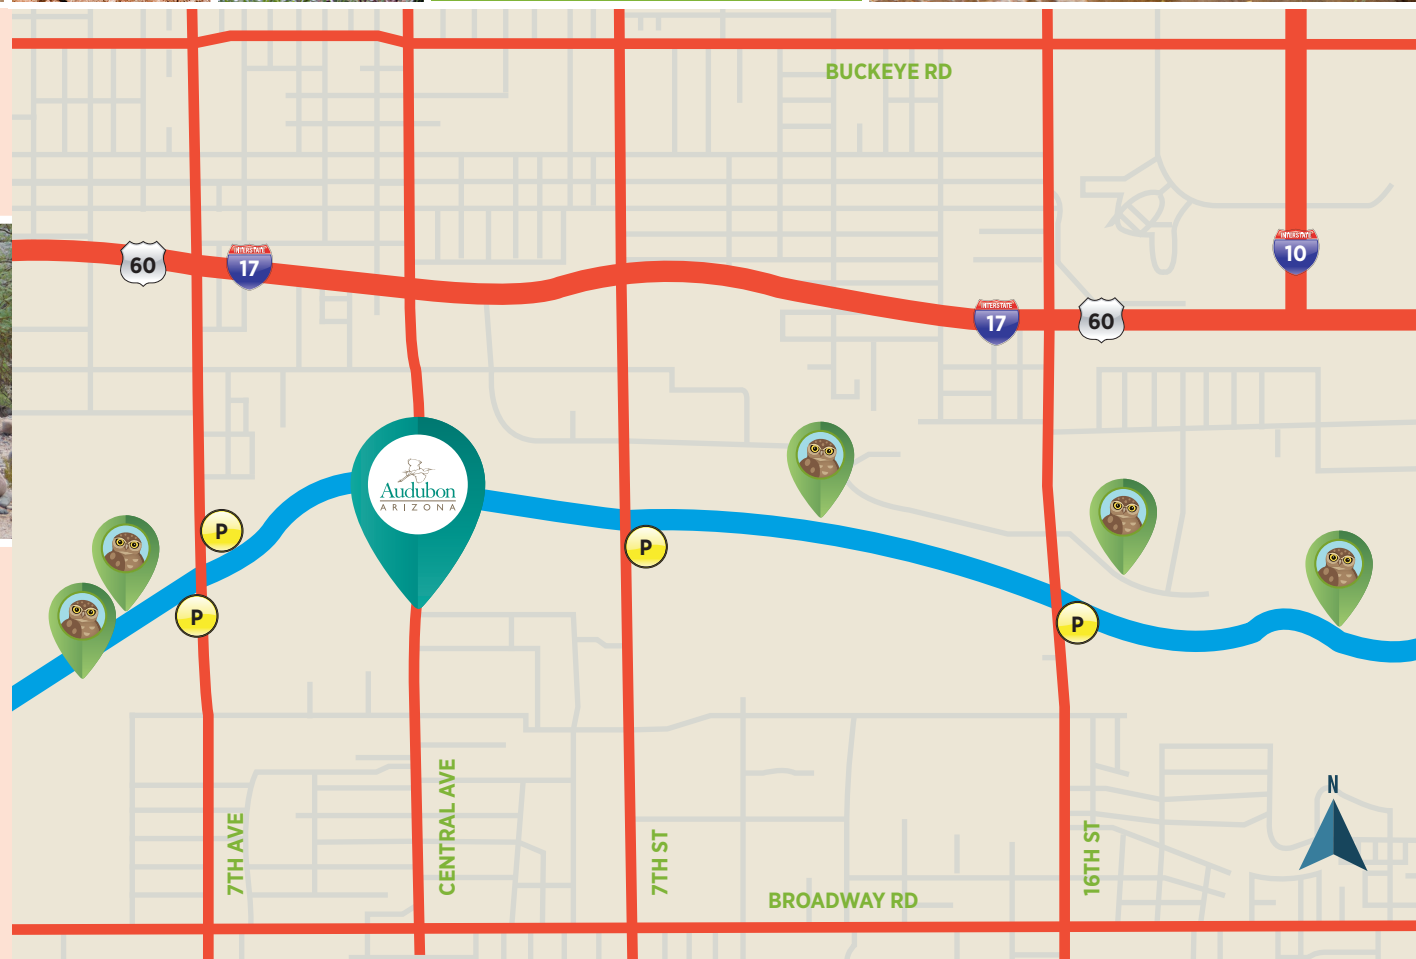 BUCKEYE RD
INTERSTATE
60
17
INTERSTATE
10
INTERSTATE
17
60
Audubon
ARIZONA
P
P
P
P
N
7TH AVE
CENTRAL AVE
7TH ST
16TH ST
BROADWAY RD